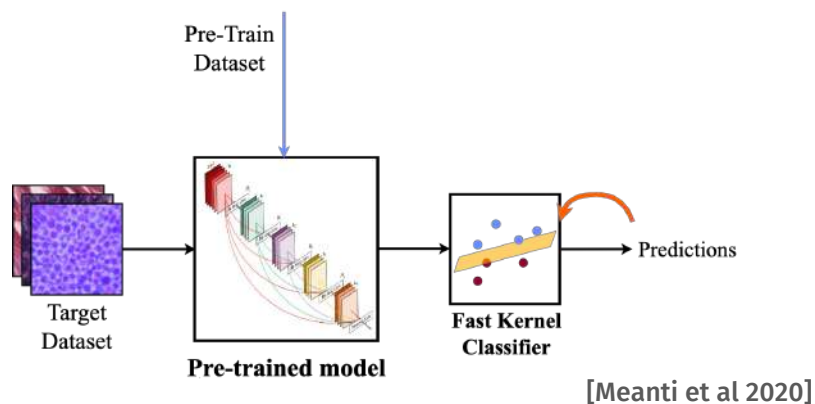 Pre-Train
Dataset
Target
Dataset
Pre-trained model
Fast Kernel
Classifier
Predictions
[Meanti et al 2020]